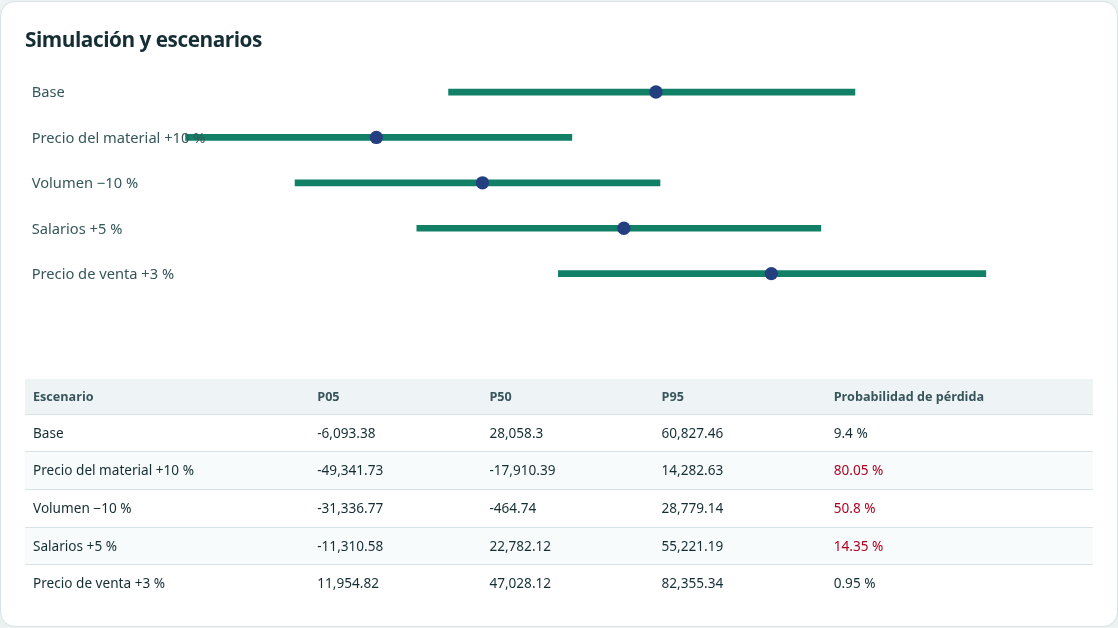 Simulación y escenarios
Base
Precio del material +10 %
Volumen −10 %
Salarios +5 %
Precio de venta +3 %
Escenario P05 P50 P95 Probabilidad de pérdida
Base -6,093.38 28,058.3 60,827.46 9.4 %
Precio del material +10 % -49,341.73 -17,910.39 14,282.63 80.05 %
Volumen −10 % -31,336.77 -464.74 28,779.14 50.8 %
Salarios +5 % -11,310.58 22,782.12 55,221.19 14.35 %
Precio de venta +3 % 11,954.82 47,028.12 82,355.34 0.95 %